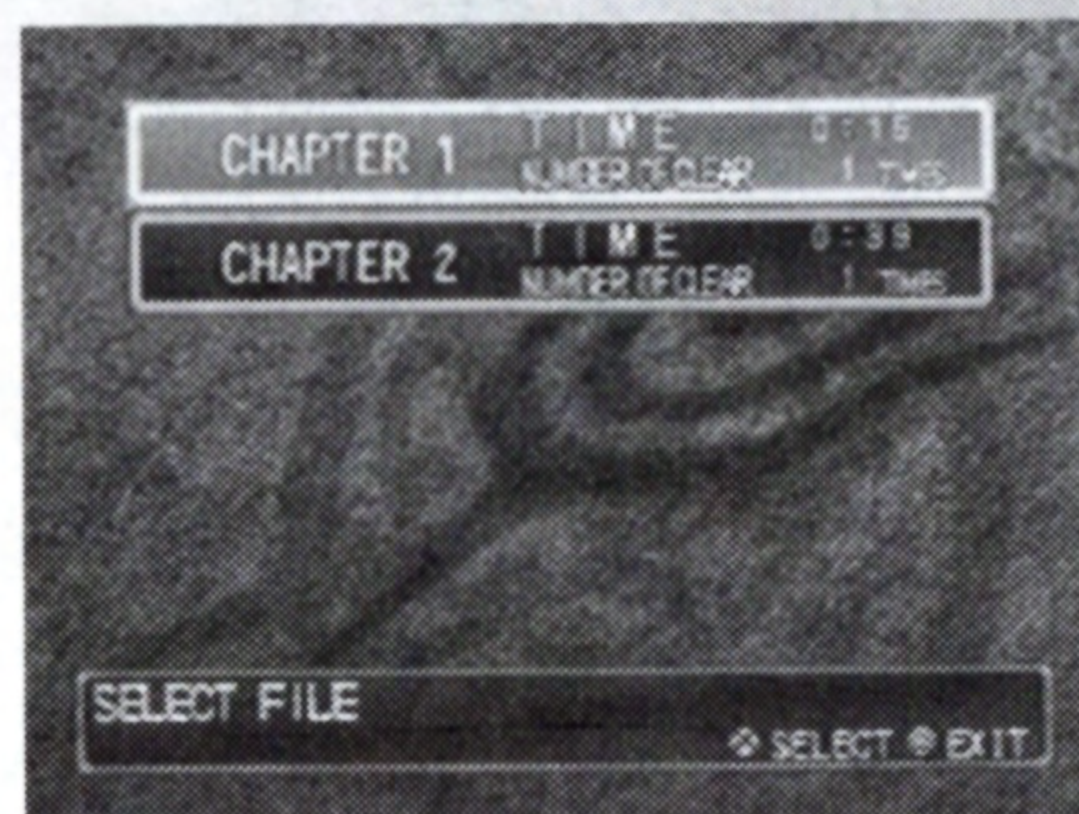 CHAPTER 1 TIME 0:15
NUMBER OF CLEAR 1 TIMES
CHAPTER 2 TIME 0:39
NUMBER OF CLEAR 1 TIMES
SELECT FILE
SELECT EXIT